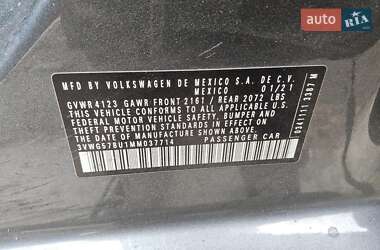 auto RIA
MFD. BY VOLKSWAGEN DE MEXICO S.A. DE C.V.
MEXICO 01/21
GVWR 4123 GAWR FRONT 2161 / REAR 2072 LBS
THIS VEHICLE CONFORMS TO ALL APPLICABLE U.S.
FEDERAL MOTOR VEHICLE SAFETY, BUMPER AND
THEFT PREVENTION STANDARDS IN EFFECT ON
THE DATE OF MANUFACTURE SHOWN ABOVE.
3VWG57BU1MM037714 PASSENGER CAR